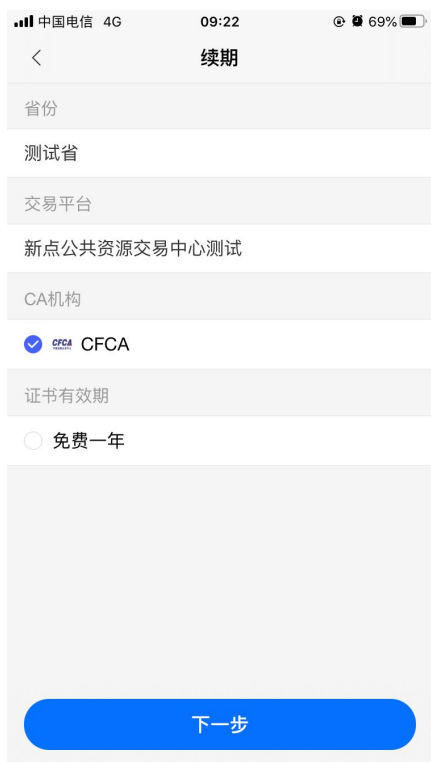 中国电信 4G 09:22 69%
续期
省份
测试省
交易平台
新点公共资源交易中心测试
CA机构
CFCA CFCA
证书有效期
免费一年
下一步